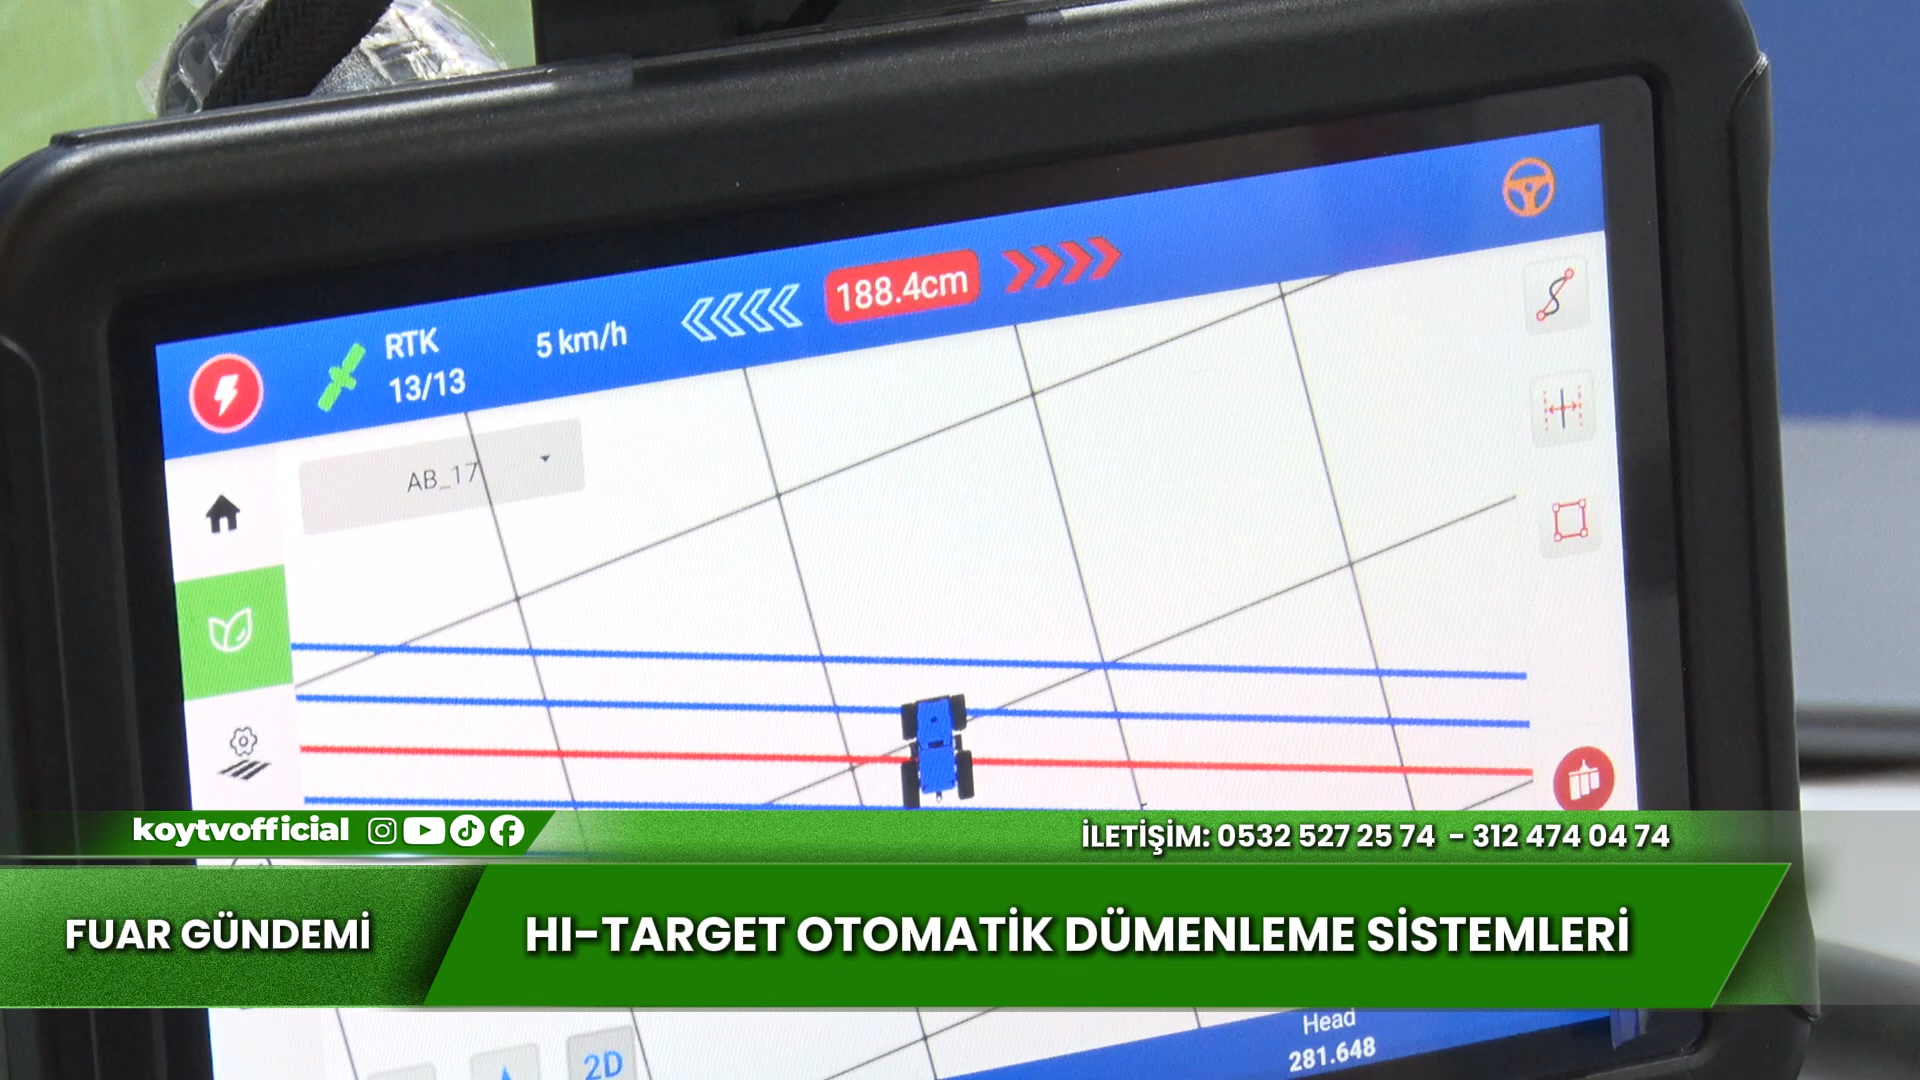 188.4cm
RTK
5 km/h
13/13
AB_17
koytvofficial
İLETİŞİM: 0532 527 25 74 - 312 474 04 74
FUAR GÜNDEMİ
HI-TARGET OTOMATİK DÜMENLEME SİSTEMLERİ
Head
281.648
2D